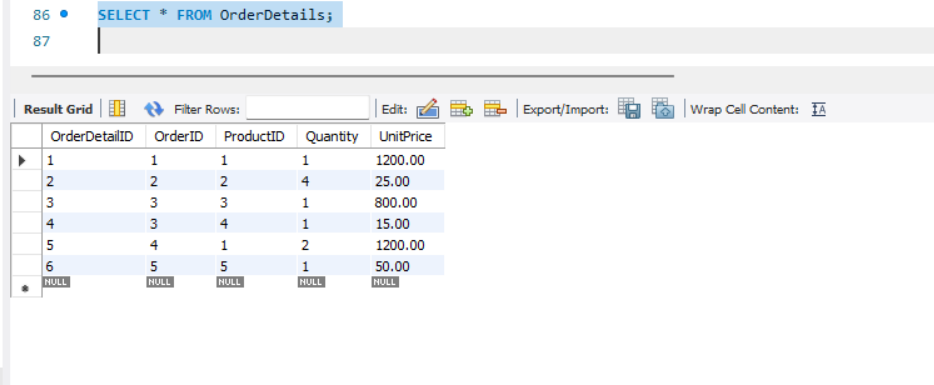 86 SELECT * FROM OrderDetails;
87
Result Grid Filter Rows: Edit: Export/Import: Wrap Cell Content: IA
OrderDetailID OrderID ProductID Quantity UnitPrice
1 1 1 1 1200.00
2 2 2 4 25.00
3 3 3 1 800.00
4 3 4 1 15.00
5 4 1 2 1200.00
6 5 5 1 50.00
NULL NULL NULL NULL NULL